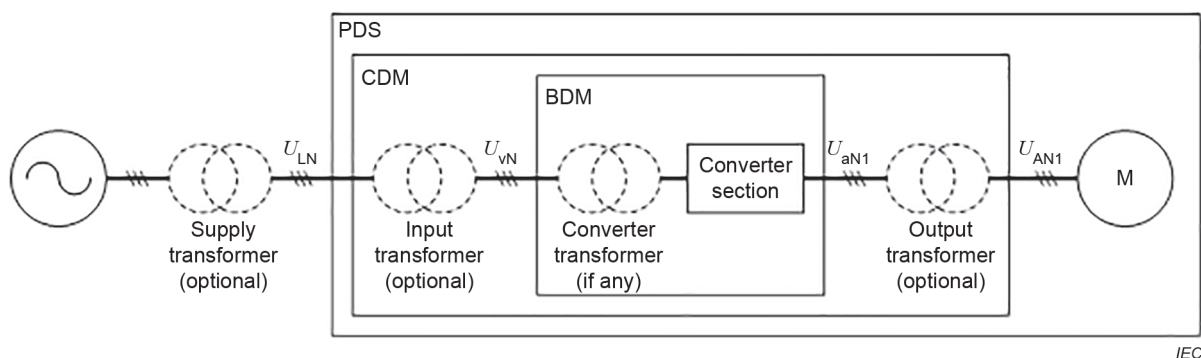 PDS
CDM
BDM
U_LN
U_vN
U_aN1
U_AN1
Converter
section
M
Supply
transformer
(optional)
Input
transformer
(optional)
Converter
transformer
(if any)
Output
transformer
(optional)
IEC